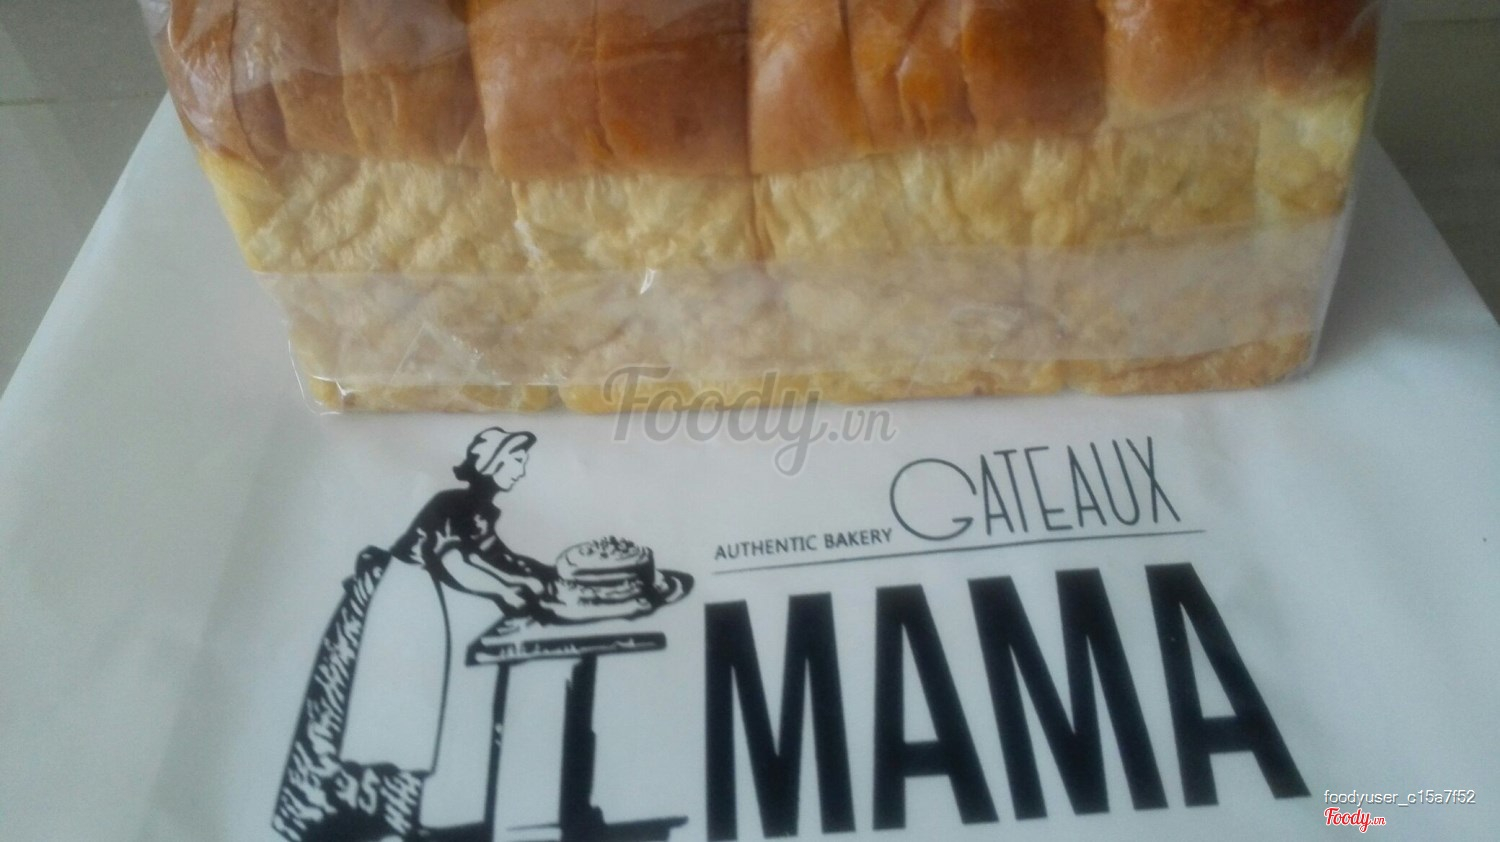 Foody.vn
GATEAUX
AUTHENTIC BAKERY
MAMA
foodyuser_c15a7f52
Foody.vn